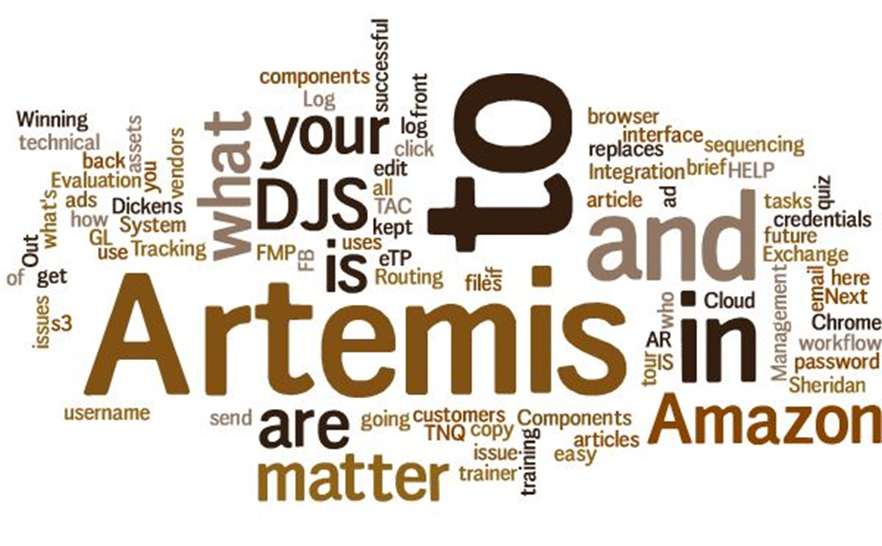 successful
components
Log
front
to
Winning
technical
assets
vendors
what
your
log
click
browser
interface
replaces
sequencing
back
you
edit
Integration
brief
HELP
Evaluation
DJS
all
TAC
article
ad
tasks
quiz
what's
ads
how
Dickens
System
kept
and
credentials
future
GL
use
Tracking
FMP
FB
is
uses
eTP
Exchange
Out
of
get
Routing
files
if
email
here
Next
issues
s3
Artemis
who
in
Cloud
Management
Chrome
AR
workflow
tour
IS
password
Sheridan
username
send
are
going
customers
Components
Amazon
TNQ
copy
training
articles
issue
easy
matter
trainer